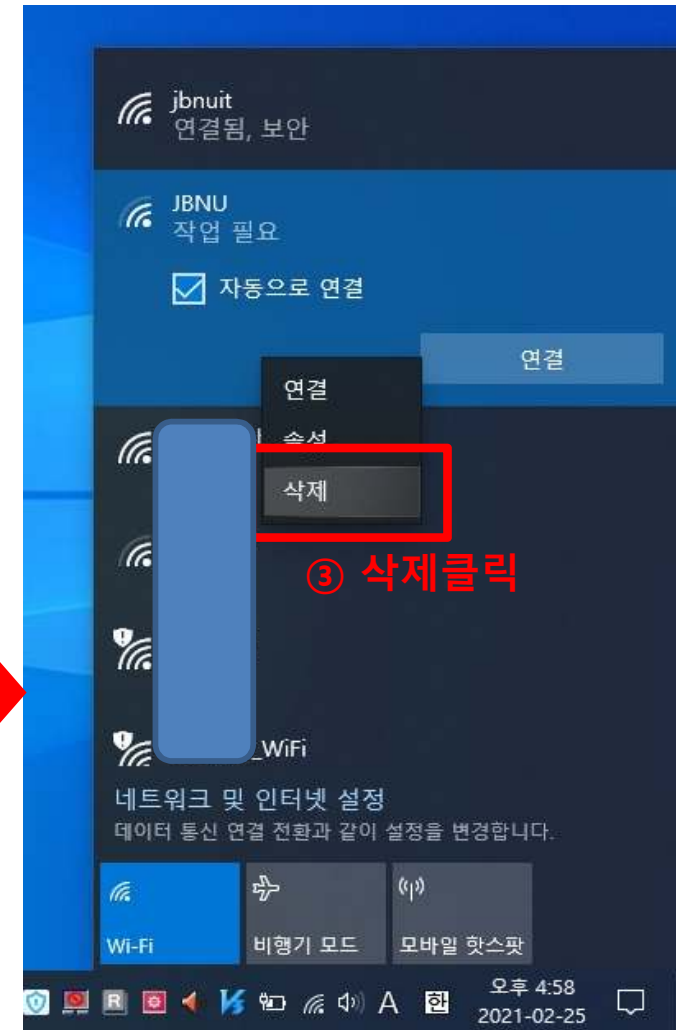 jbnuit
연결됨, 보안
JBNU
작업 필요
자동으로 연결
연결
연결
속성
삭제
③ 삭제클릭
_WiFi
네트워크 및 인터넷 설정
데이터 통신 연결 전환과 같이 설정을 변경합니다.
Wi-Fi
비행기 모드
모바일 핫스팟
R
A
한
오후 4:58
2021-02-25